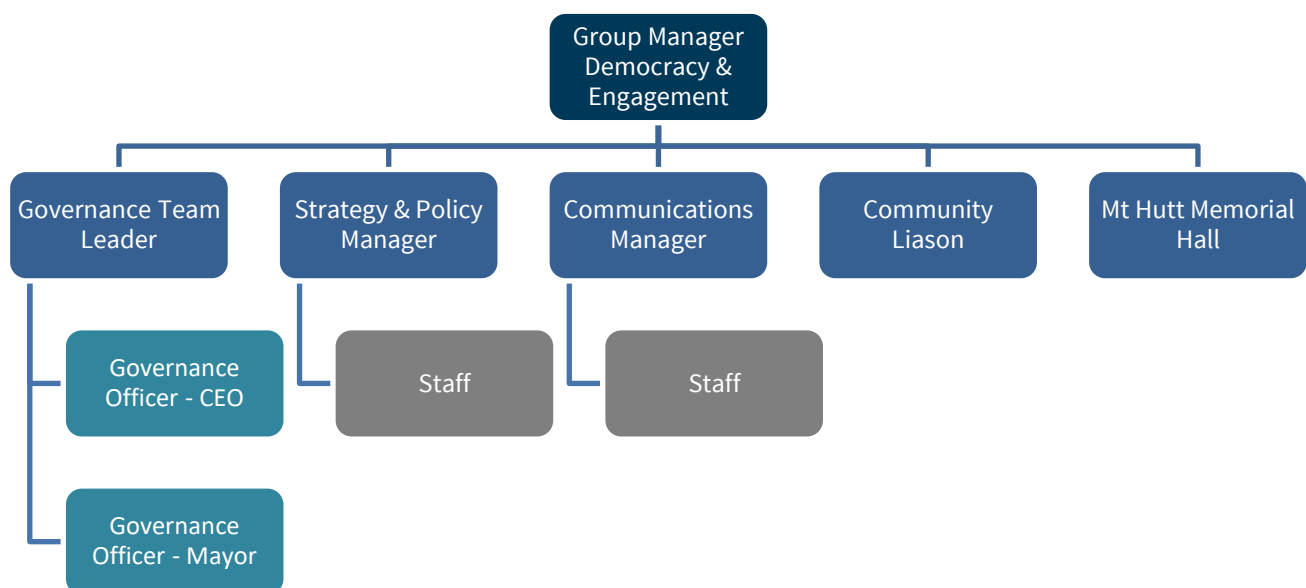 Group Manager
Democracy &
Engagement
Governance Team
Leader
Strategy & Policy
Manager
Communications
Manager
Community
Liason
Mt Hutt Memorial
Hall
Governance
Officer - CEO
Staff
Staff
Governance
Officer - Mayor